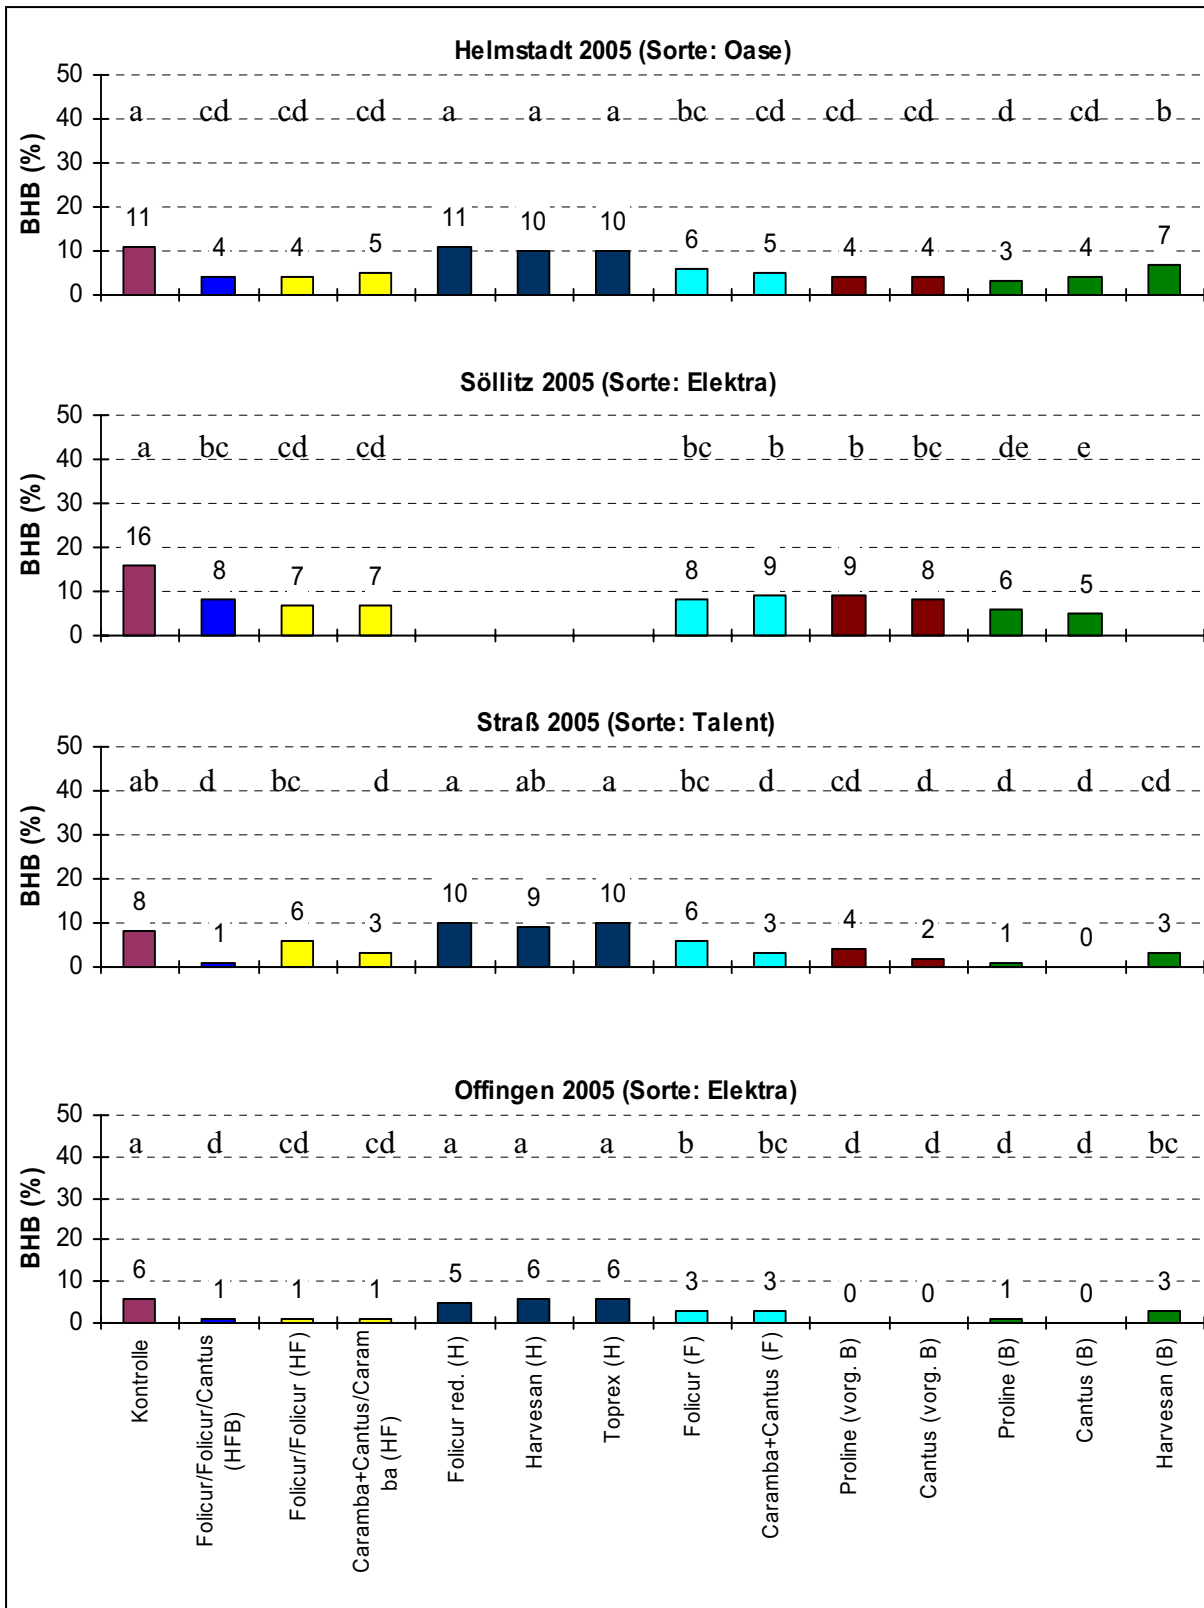 Helmstadt 2005 (Sorte: Oase)
50
a cd cd cd a a a bc cd cd cd d cd b
40
30
20
10
0
BHB (%)
11 4 4 5 11 10 10 6 5 4 4 3 4 7
Söllitz 2005 (Sorte: Elektra)
50
a bc cd cd bc b b bc de e
40
30
20
10
0
BHB (%)
16 8 7 7 8 9 9 8 6 5
Straß 2005 (Sorte: Talent)
50
ab d bc d a ab a bc d cd d d d cd
40
30
20
10
0
BHB (%)
8 1 6 3 10 9 10 6 3 4 2 1 0 3
Offingen 2005 (Sorte: Elektra)
50
a d cd cd a a a b bc d d d d bc
40
30
20
10
0
BHB (%)
6 1 1 1 5 6 6 3 3 0 0 1 0 3
Kontrolle
Folicur/Folicur/Cantus
(HFB)
Folicur/Folicur (HF)
Caramba+Cantus/Caram
ba (HF)
Folicur red. (H)
Harvesan (H)
Toprex (H)
Folicur (F)
Caramba+Cantus (F)
Proline (vorg. B)
Cantus (vorg. B)
Proline (B)
Cantus (B)
Harvesan (B)